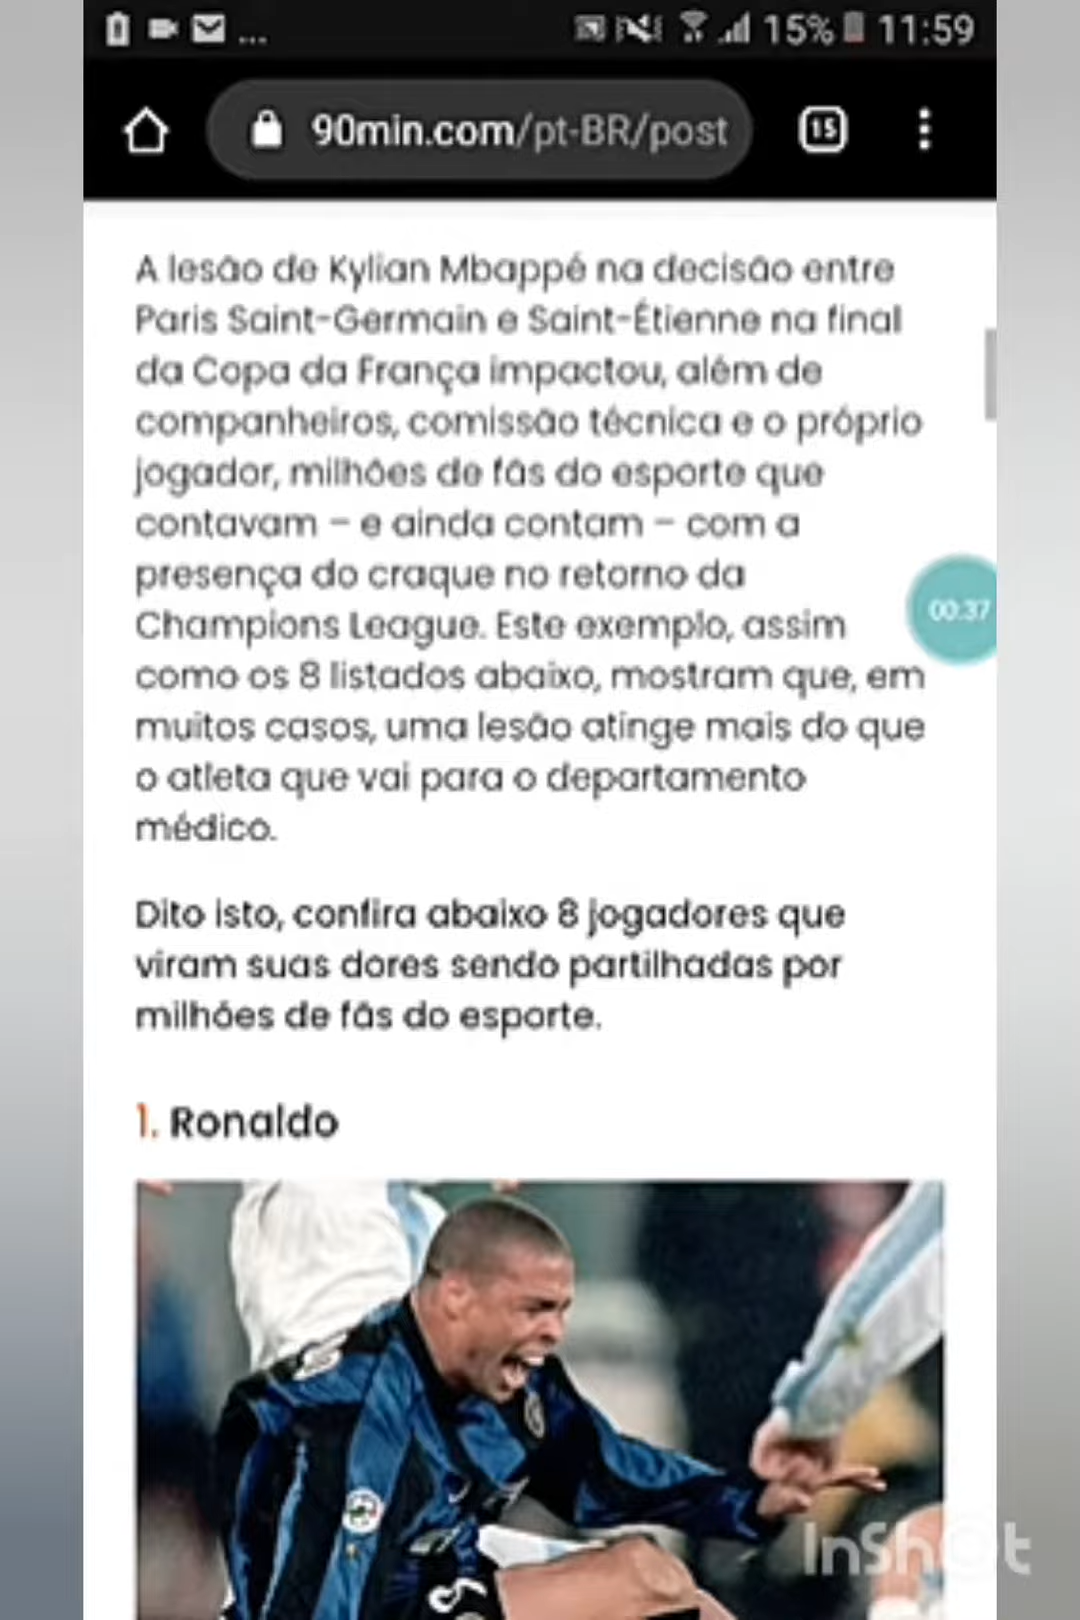 ... 15% 11:59
90min.com/pt-BR/post 15
A lesão de Kylian Mbappé na decisão entre
Paris Saint-Germain e Saint-Étienne na final
da Copa da França impactou, além de
companheiros, comissão técnica e o próprio
jogador, milhões de fãs do esporte que
contavam – e ainda contam – com a
presença do craque no retorno da
00:37
Champions League. Este exemplo, assim
como os 8 listados abaixo, mostram que, em
muitos casos, uma lesão atinge mais do que
o atleta que vai para o departamento
médico.
Dito isto, confira abaixo 8 jogadores que
viram suas dores sendo partilhadas por
milhões de fãs do esporte.
1. Ronaldo
InShot